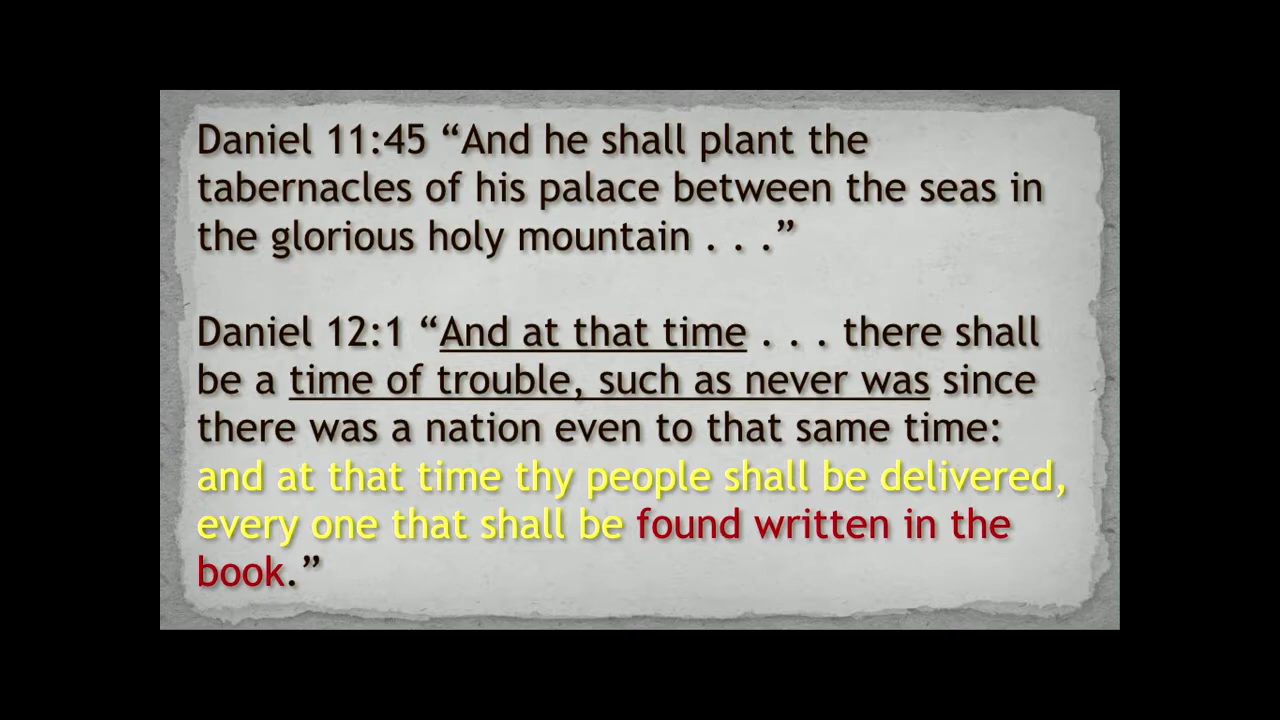 Daniel 11:45 “And he shall plant the
tabernacles of his palace between the seas in
the glorious holy mountain . . .”
Daniel 12:1 “And at that time . . . there shall
be a time of trouble, such as never was since
there was a nation even to that same time:
and at that time thy people shall be delivered,
every one that shall be found written in the
book.”